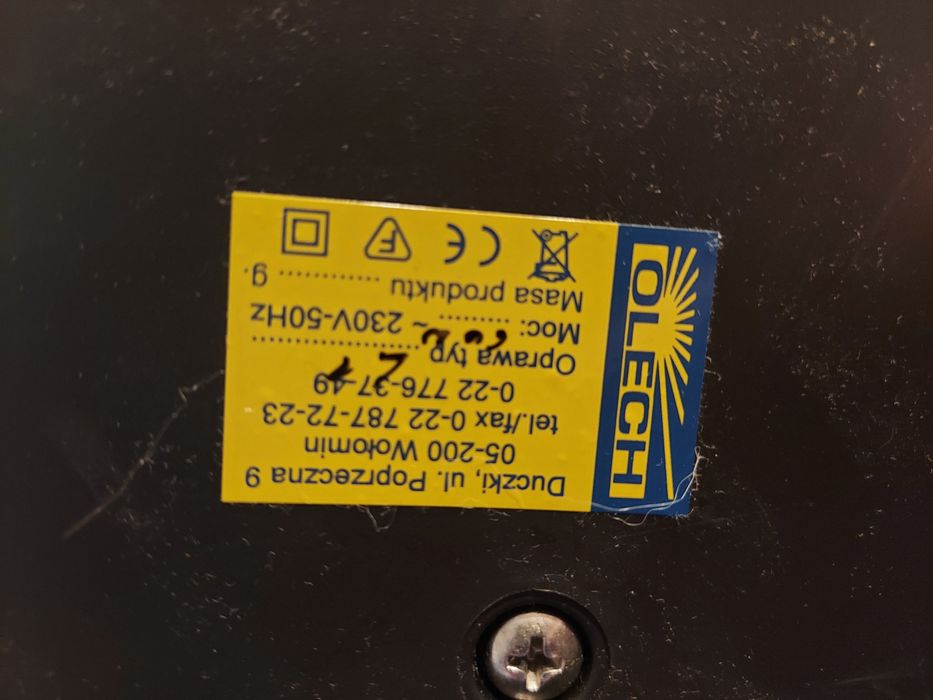 OLECH
Duczki, ul. Poprzeczna 9
05-200 Wołomin
tel./fax 0-22 787-72-23
0-22 776-37-49
Oprawa typ ......................
Moc: .......... ~ 230V-50Hz
Masa produktu .................. g.
CE F